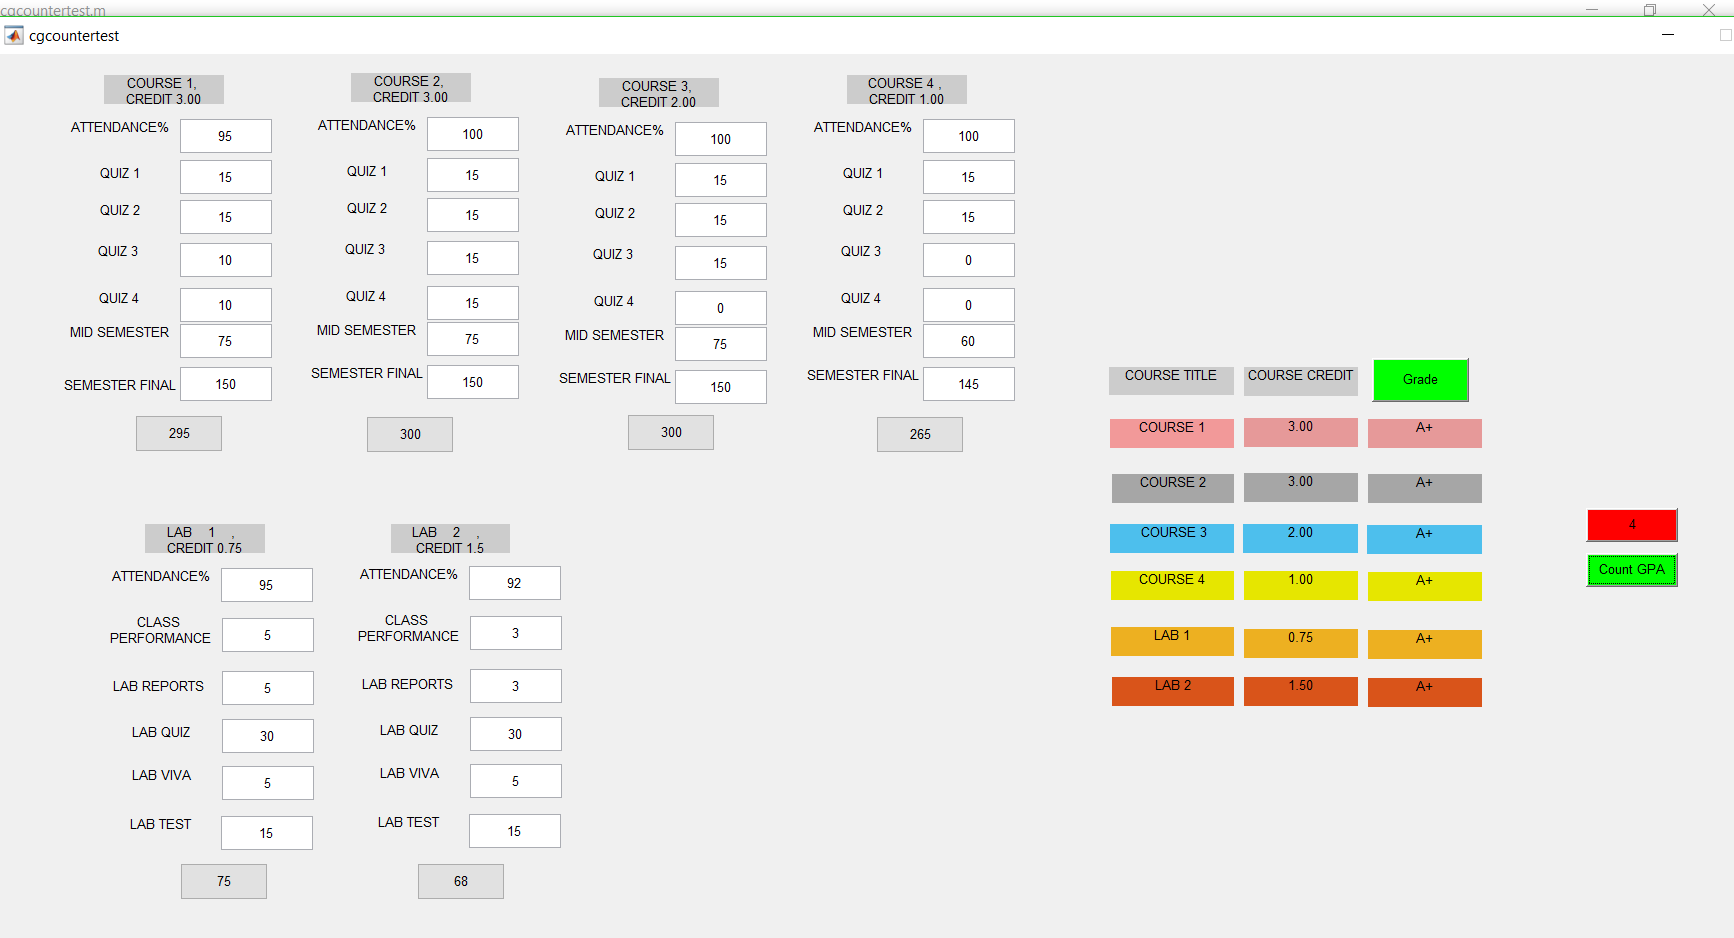 cgcountertest.m
cgcountertest
COURSE 1,
CREDIT 3.00
ATTENDANCE% 95
QUIZ 1 15
QUIZ 2 15
QUIZ 3 10
QUIZ 4 10
MID SEMESTER 75
SEMESTER FINAL 150
295
COURSE 2,
CREDIT 3.00
ATTENDANCE% 100
QUIZ 1 15
QUIZ 2 15
QUIZ 3 15
QUIZ 4 15
MID SEMESTER 75
SEMESTER FINAL 150
300
COURSE 3,
CREDIT 2.00
ATTENDANCE% 100
QUIZ 1 15
QUIZ 2 15
QUIZ 3 15
QUIZ 4 0
MID SEMESTER 75
SEMESTER FINAL 150
300
COURSE 4 ,
CREDIT 1.00
ATTENDANCE% 100
QUIZ 1 15
QUIZ 2 15
QUIZ 3 0
QUIZ 4 0
MID SEMESTER 60
SEMESTER FINAL 145
265
LAB 1 ,
CREDIT 0.75
ATTENDANCE% 95
CLASS
PERFORMANCE 5
LAB REPORTS 5
LAB QUIZ 30
LAB VIVA 5
LAB TEST 15
75
LAB 2 ,
CREDIT 1.5
ATTENDANCE% 92
CLASS
PERFORMANCE 3
LAB REPORTS 3
LAB QUIZ 30
LAB VIVA 5
LAB TEST 15
68
COURSE TITLE COURSE CREDIT Grade
COURSE 1 3.00 A+
COURSE 2 3.00 A+
COURSE 3 2.00 A+
COURSE 4 1.00 A+
LAB 1 0.75 A+
LAB 2 1.50 A+
4
Count GPA